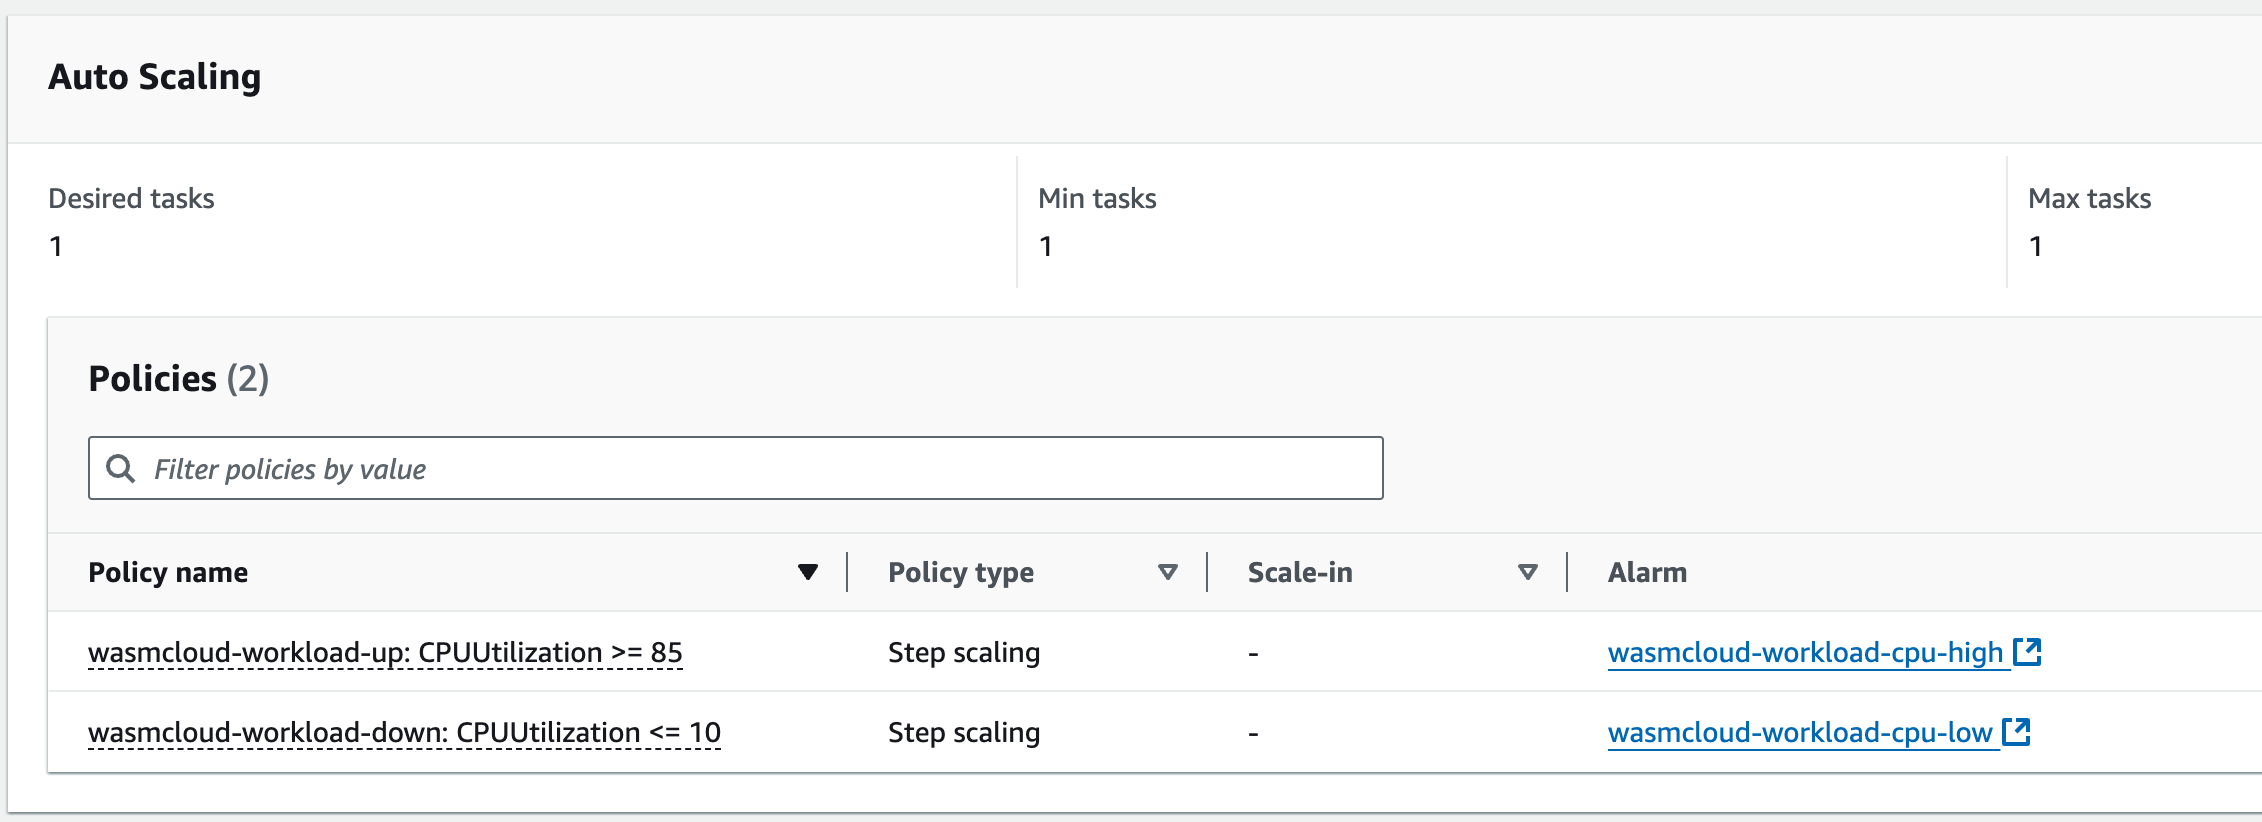 Auto Scaling
Desired tasks
1
Min tasks
1
Max tasks
1
Policies (2)
Filter policies by value
Policy name Policy type Scale-in Alarm
wasmcloud-workload-up: CPUUtilization >= 85 Step scaling - wasmcloud-workload-cpu-high
wasmcloud-workload-down: CPUUtilization <= 10 Step scaling - wasmcloud-workload-cpu-low